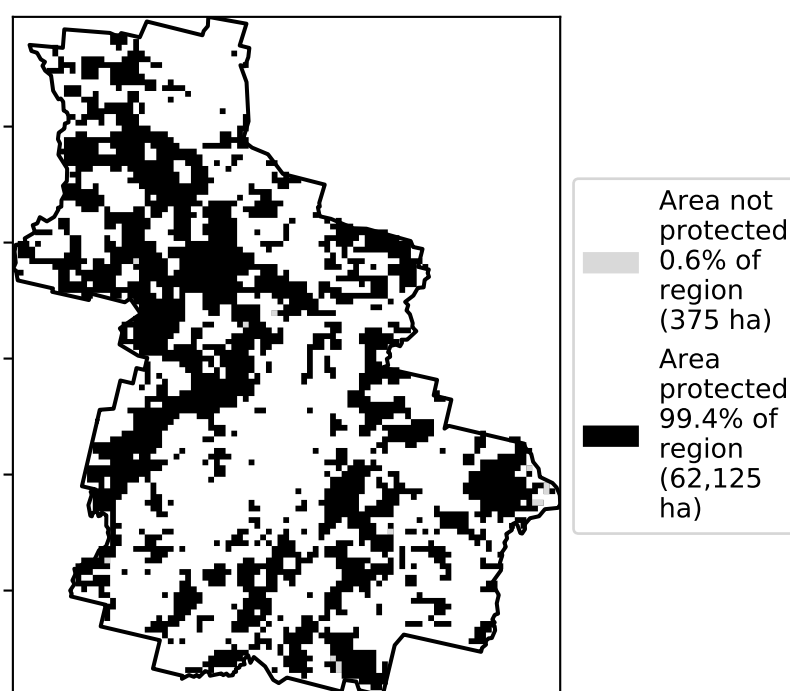 Area not
protected
0.6% of
region
(375 ha)
Area
protected
99.4% of
region
(62,125
ha)